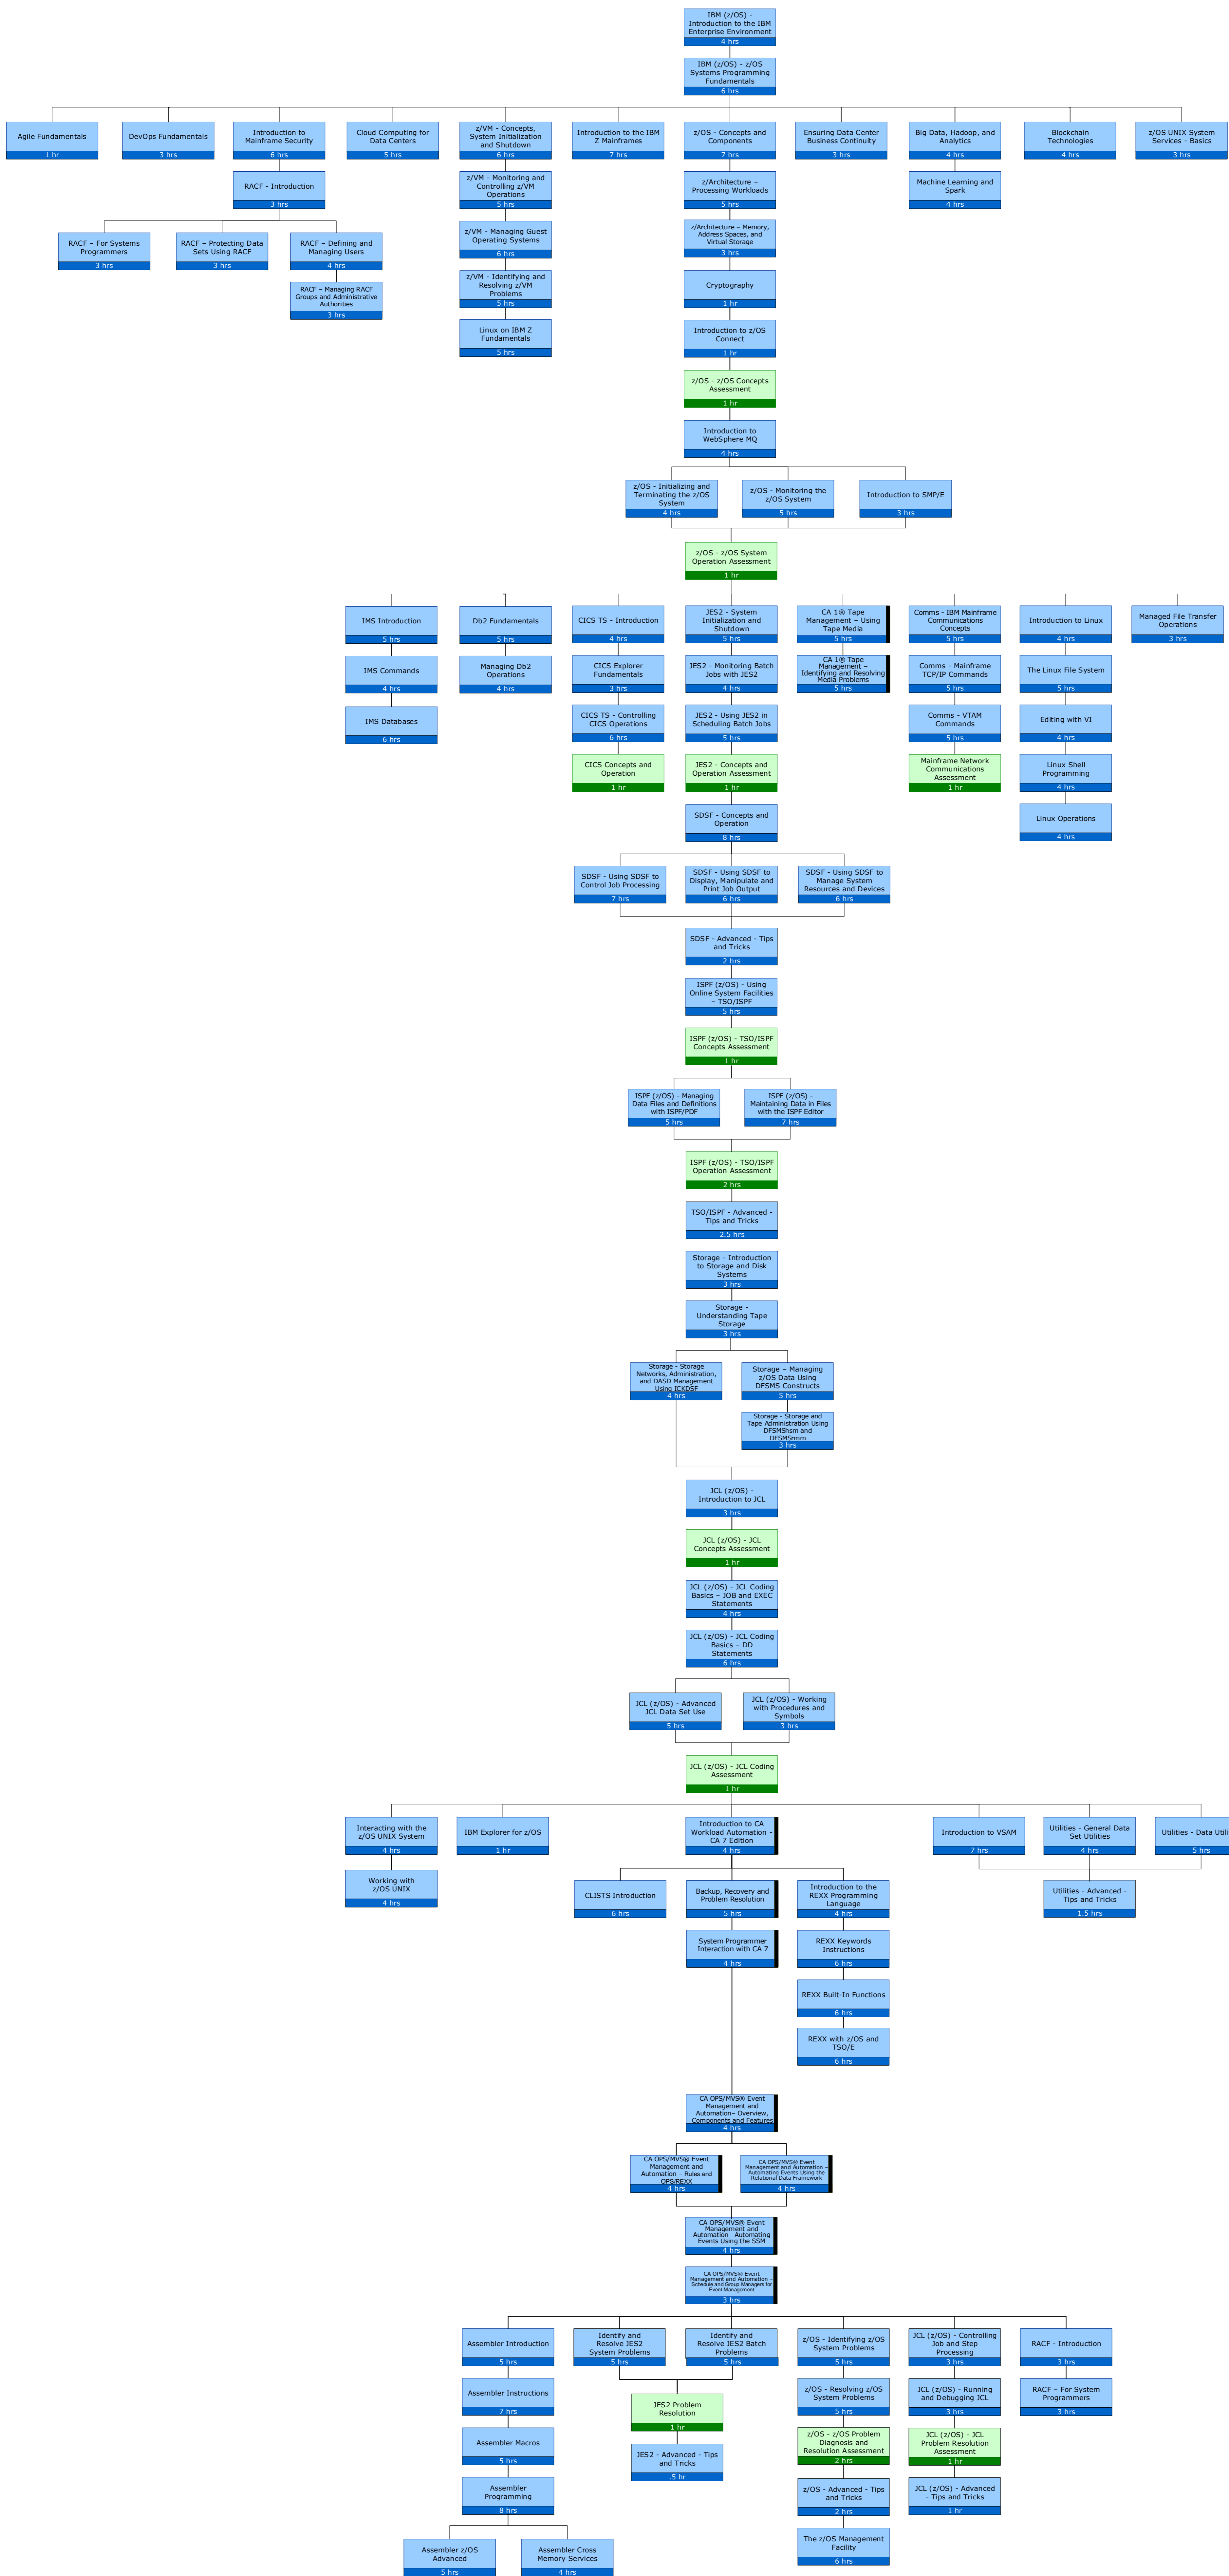 IBM (z/OS) -
Introduction to the IBM
Enterprise Environment
4 hrs
IBM (z/OS) - z/OS
Systems Programming
Fundamentals
6 hrs
Agile Fundamentals
1 hr
DevOps Fundamentals
3 hrs
Introduction to
Mainframe Security
6 hrs
Cloud Computing for
Data Centers
5 hrs
z/VM - Concepts,
System Initialization
and Shutdown
6 hrs
Introduction to the IBM
Z Mainframes
7 hrs
z/OS - Concepts and
Components
7 hrs
Ensuring Data Center
Business Continuity
3 hrs
Big Data, Hadoop, and
Analytics
4 hrs
Blockchain
Technologies
4 hrs
z/OS UNIX System
Services - Basics
3 hrs
RACF - Introduction
3 hrs
z/VM - Monitoring and
Controlling z/VM
Operations
5 hrs
z/Architecture –
Processing Workloads
5 hrs
Machine Learning and
Spark
4 hrs
RACF – For Systems
Programmers
3 hrs
RACF – Protecting Data
Sets Using RACF
3 hrs
RACF – Defining and
Managing Users
4 hrs
z/VM - Managing Guest
Operating Systems
6 hrs
z/Architecture – Memory,
Address Spaces, and
Virtual Storage
3 hrs
RACF – Managing RACF
Groups and Administrative
Authorities
3 hrs
z/VM - Identifying and
Resolving z/VM
Problems
5 hrs
Cryptography
1 hr
Linux on IBM Z
Fundamentals
5 hrs
Introduction to z/OS
Connect
1 hr
z/OS - z/OS Concepts
Assessment
1 hr
Introduction to
WebSphere MQ
4 hrs
z/OS - Initializing and
Terminating the z/OS
System
4 hrs
z/OS - Monitoring the
z/OS System
5 hrs
Introduction to SMP/E
3 hrs
z/OS - z/OS System
Operation Assessment
1 hr
IMS Introduction
5 hrs
Db2 Fundamentals
5 hrs
CICS TS - Introduction
4 hrs
JES2 - System
Initialization and
Shutdown
5 hrs
CA 1® Tape
Management – Using
Tape Media
5 hrs
Comms - IBM Mainframe
Communications
Concepts
5 hrs
Introduction to Linux
4 hrs
Managed File Transfer
Operations
3 hrs
IMS Commands
4 hrs
Managing Db2
Operations
4 hrs
CICS Explorer
Fundamentals
3 hrs
JES2 - Monitoring Batch
Jobs with JES2
4 hrs
CA 1® Tape
Management –
Identifying and Resolving
Media Problems
5 hrs
Comms - Mainframe
TCP/IP Commands
5 hrs
The Linux File System
5 hrs
IMS Databases
6 hrs
CICS TS - Controlling
CICS Operations
6 hrs
JES2 - Using JES2 in
Scheduling Batch Jobs
5 hrs
Comms - VTAM
Commands
5 hrs
Editing with VI
4 hrs
CICS Concepts and
Operation
1 hr
JES2 - Concepts and
Operation Assessment
1 hr
Mainframe Network
Communications
Assessment
1 hr
Linux Shell
Programming
4 hrs
SDSF - Concepts and
Operation
8 hrs
Linux Operations
4 hrs
SDSF - Using SDSF to
Control Job Processing
7 hrs
SDSF - Using SDSF to
Display, Manipulate and
Print Job Output
6 hrs
SDSF - Using SDSF to
Manage System
Resources and Devices
6 hrs
SDSF - Advanced - Tips
and Tricks
2 hrs
ISPF (z/OS) - Using
Online System Facilities
– TSO/ISPF
5 hrs
ISPF (z/OS) - TSO/ISPF
Concepts Assessment
1 hr
ISPF (z/OS) - Managing
Data Files and Definitions
with ISPF/PDF
5 hrs
ISPF (z/OS) -
Maintaining Data in Files
with the ISPF Editor
7 hrs
ISPF (z/OS) - TSO/ISPF
Operation Assessment
2 hrs
TSO/ISPF - Advanced -
Tips and Tricks
2.5 hrs
Storage - Introduction
to Storage and Disk
Systems
3 hrs
Storage -
Understanding Tape
Storage
3 hrs
Storage - Storage
Networks, Administration,
and DASD Management
Using ICKDSF
4 hrs
Storage – Managing
z/OS Data Using
DFSMS Constructs
5 hrs
Storage - Storage and
Tape Administration Using
DFSMShsm and
DFSMSrmm
3 hrs
JCL (z/OS) -
Introduction to JCL
3 hrs
JCL (z/OS) - JCL
Concepts Assessment
1 hr
JCL (z/OS) - JCL Coding
Basics – JOB and EXEC
Statements
4 hrs
JCL (z/OS) - JCL Coding
Basics – DD
Statements
6 hrs
JCL (z/OS) - Advanced
JCL Data Set Use
5 hrs
JCL (z/OS) - Working
with Procedures and
Symbols
3 hrs
JCL (z/OS) - JCL Coding
Assessment
1 hr
Interacting with the
z/OS UNIX System
4 hrs
IBM Explorer for z/OS
1 hr
Introduction to CA
Workload Automation -
CA 7 Edition
4 hrs
Introduction to VSAM
7 hrs
Utilities - General Data
Set Utilities
4 hrs
Utilities - Data Utili
5 hrs
Working with
z/OS UNIX
4 hrs
CLISTS Introduction
6 hrs
Backup, Recovery and
Problem Resolution
5 hrs
Introduction to the
REXX Programming
Language
4 hrs
Utilities - Advanced -
Tips and Tricks
1.5 hrs
System Programmer
Interaction with CA 7
4 hrs
REXX Keywords
Instructions
6 hrs
REXX Built-In Functions
6 hrs
REXX with z/OS and
TSO/E
6 hrs
CA OPS/MVS® Event
Management and
Automation– Overview,
Components and Features
4 hrs
CA OPS/MVS® Event
Management and
Automation – Rules and
OPS/REXX
4 hrs
CA OPS/MVS® Event
Management and Automation –
Automating Events Using the
Relational Data Framework
4 hrs
CA OPS/MVS® Event
Management and
Automation– Automating
Events Using the SSM
4 hrs
CA OPS/MVS® Event
Management and Automation –
Schedule and Group Managers for
Event Management
3 hrs
Assembler Introduction
5 hrs
Identify and
Resolve JES2
System Problems
5 hrs
Identify and
Resolve JES2 Batch
Problems
5 hrs
z/OS - Identifying z/OS
System Problems
5 hrs
JCL (z/OS) - Controlling
Job and Step
Processing
3 hrs
RACF - Introduction
3 hrs
Assembler Instructions
7 hrs
JES2 Problem
Resolution
1 hr
z/OS - Resolving z/OS
System Problems
5 hrs
JCL (z/OS) - Running
and Debugging JCL
3 hrs
RACF – For System
Programmers
3 hrs
Assembler Macros
5 hrs
JES2 - Advanced - Tips
and Tricks
.5 hr
z/OS - z/OS Problem
Diagnosis and
Resolution Assessment
2 hrs
JCL (z/OS) - JCL
Problem Resolution
Assessment
1 hr
Assembler
Programming
8 hrs
z/OS - Advanced - Tips
and Tricks
2 hrs
JCL (z/OS) - Advanced
- Tips and Tricks
1 hr
Assembler z/OS
Advanced
5 hrs
Assembler Cross
Memory Services
4 hrs
The z/OS Management
Facility
6 hrs